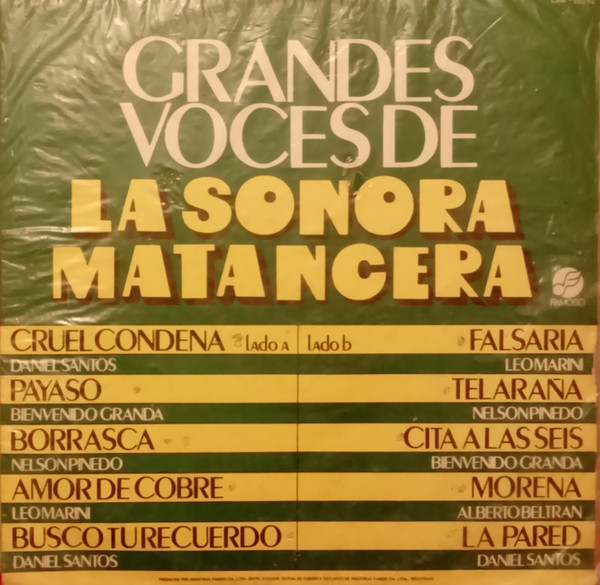 GRANDES
VOCES DE
LA SONORA
MATANCERA
FAMOSO
CRUEL CONDENA lado a lado b FALSARIA
DANIEL SANTOS LEO MARINI
PAYASO TELARAÑA
BIENVENIDO GRANDA NELSON PINEDO
BORRASCA CITA A LAS SEIS
NELSON PINEDO BIENVENIDO GRANDA
AMOR DE COBRE MORENA
LEO MARINI ALBERTO BELTRAN
BUSCO TU RECUERDO LA PARED
DANIEL SANTOS DANIEL SANTOS